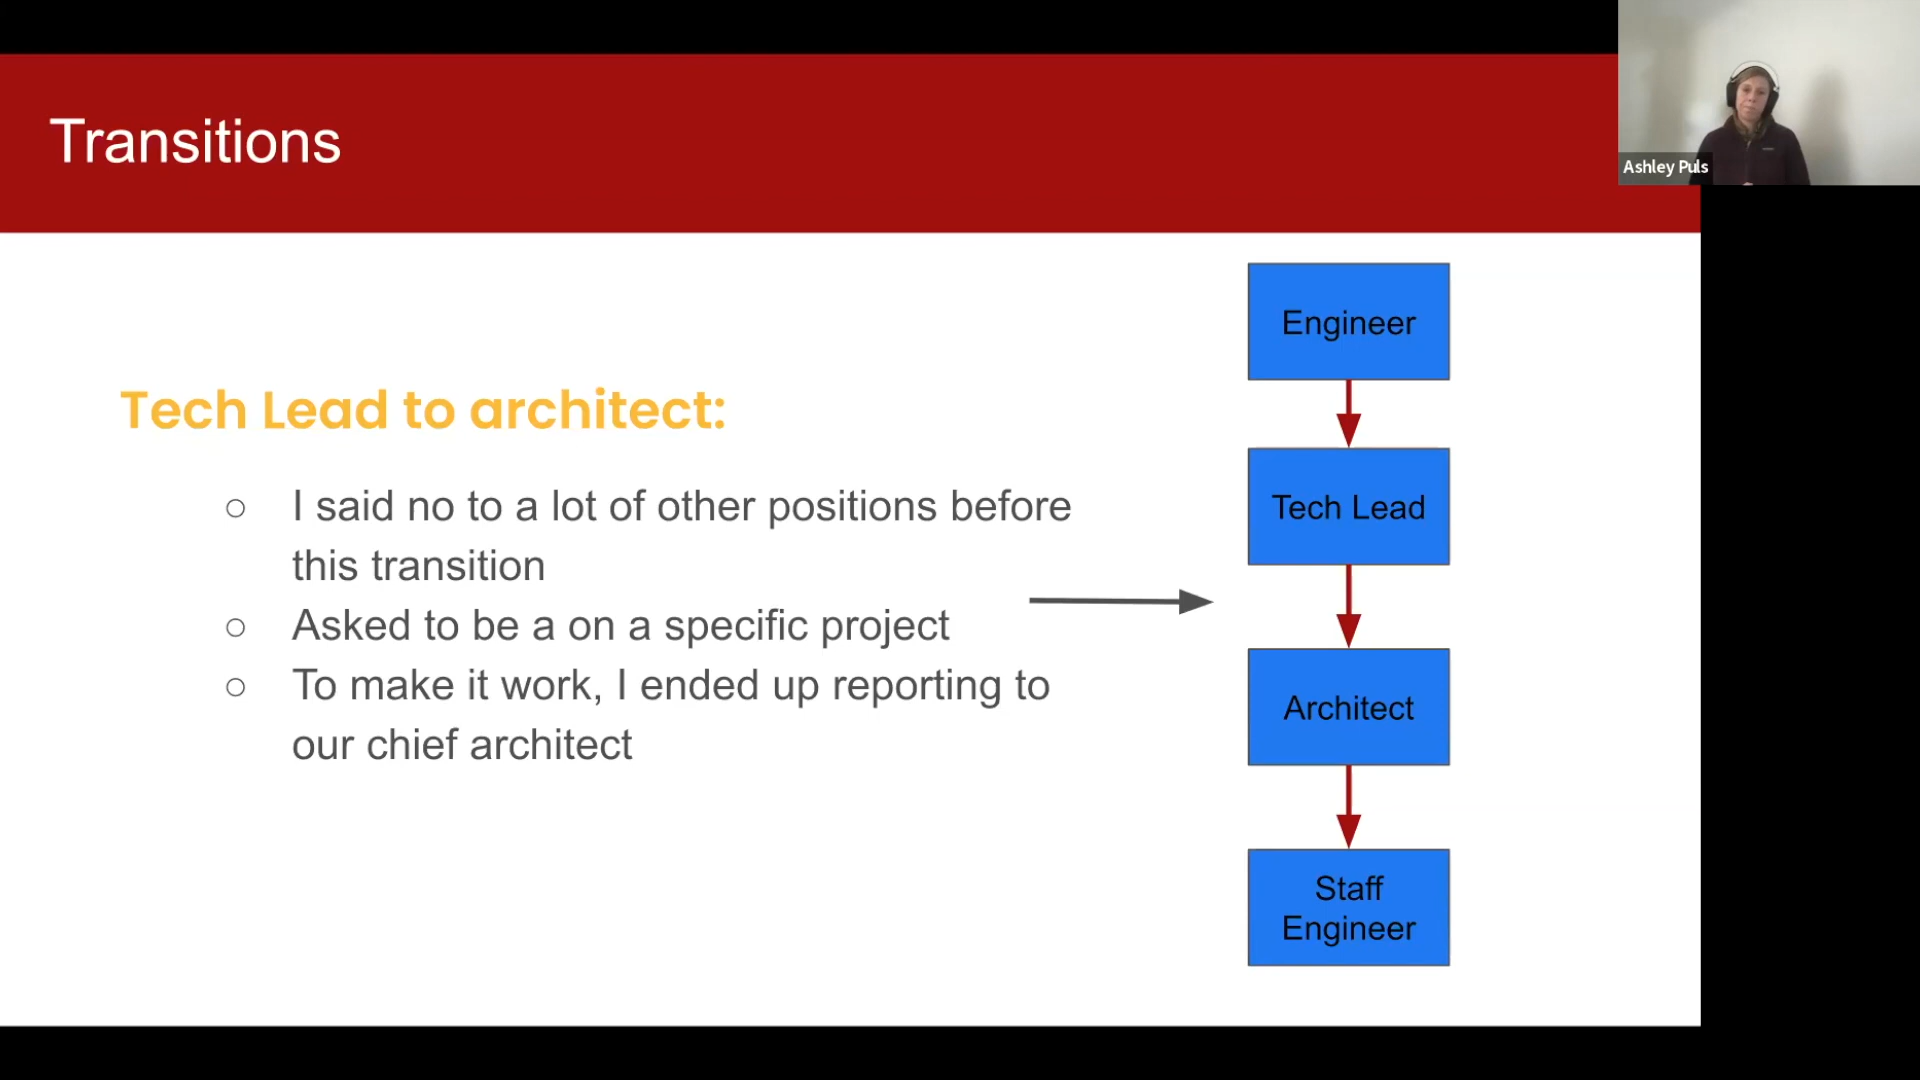 Transitions
Ashley Puls
Tech Lead to architect:
○ I said no to a lot of other positions before
this transition
○ Asked to be a on a specific project
○ To make it work, I ended up reporting to
our chief architect
Engineer
Tech Lead
Architect
Staff
Engineer